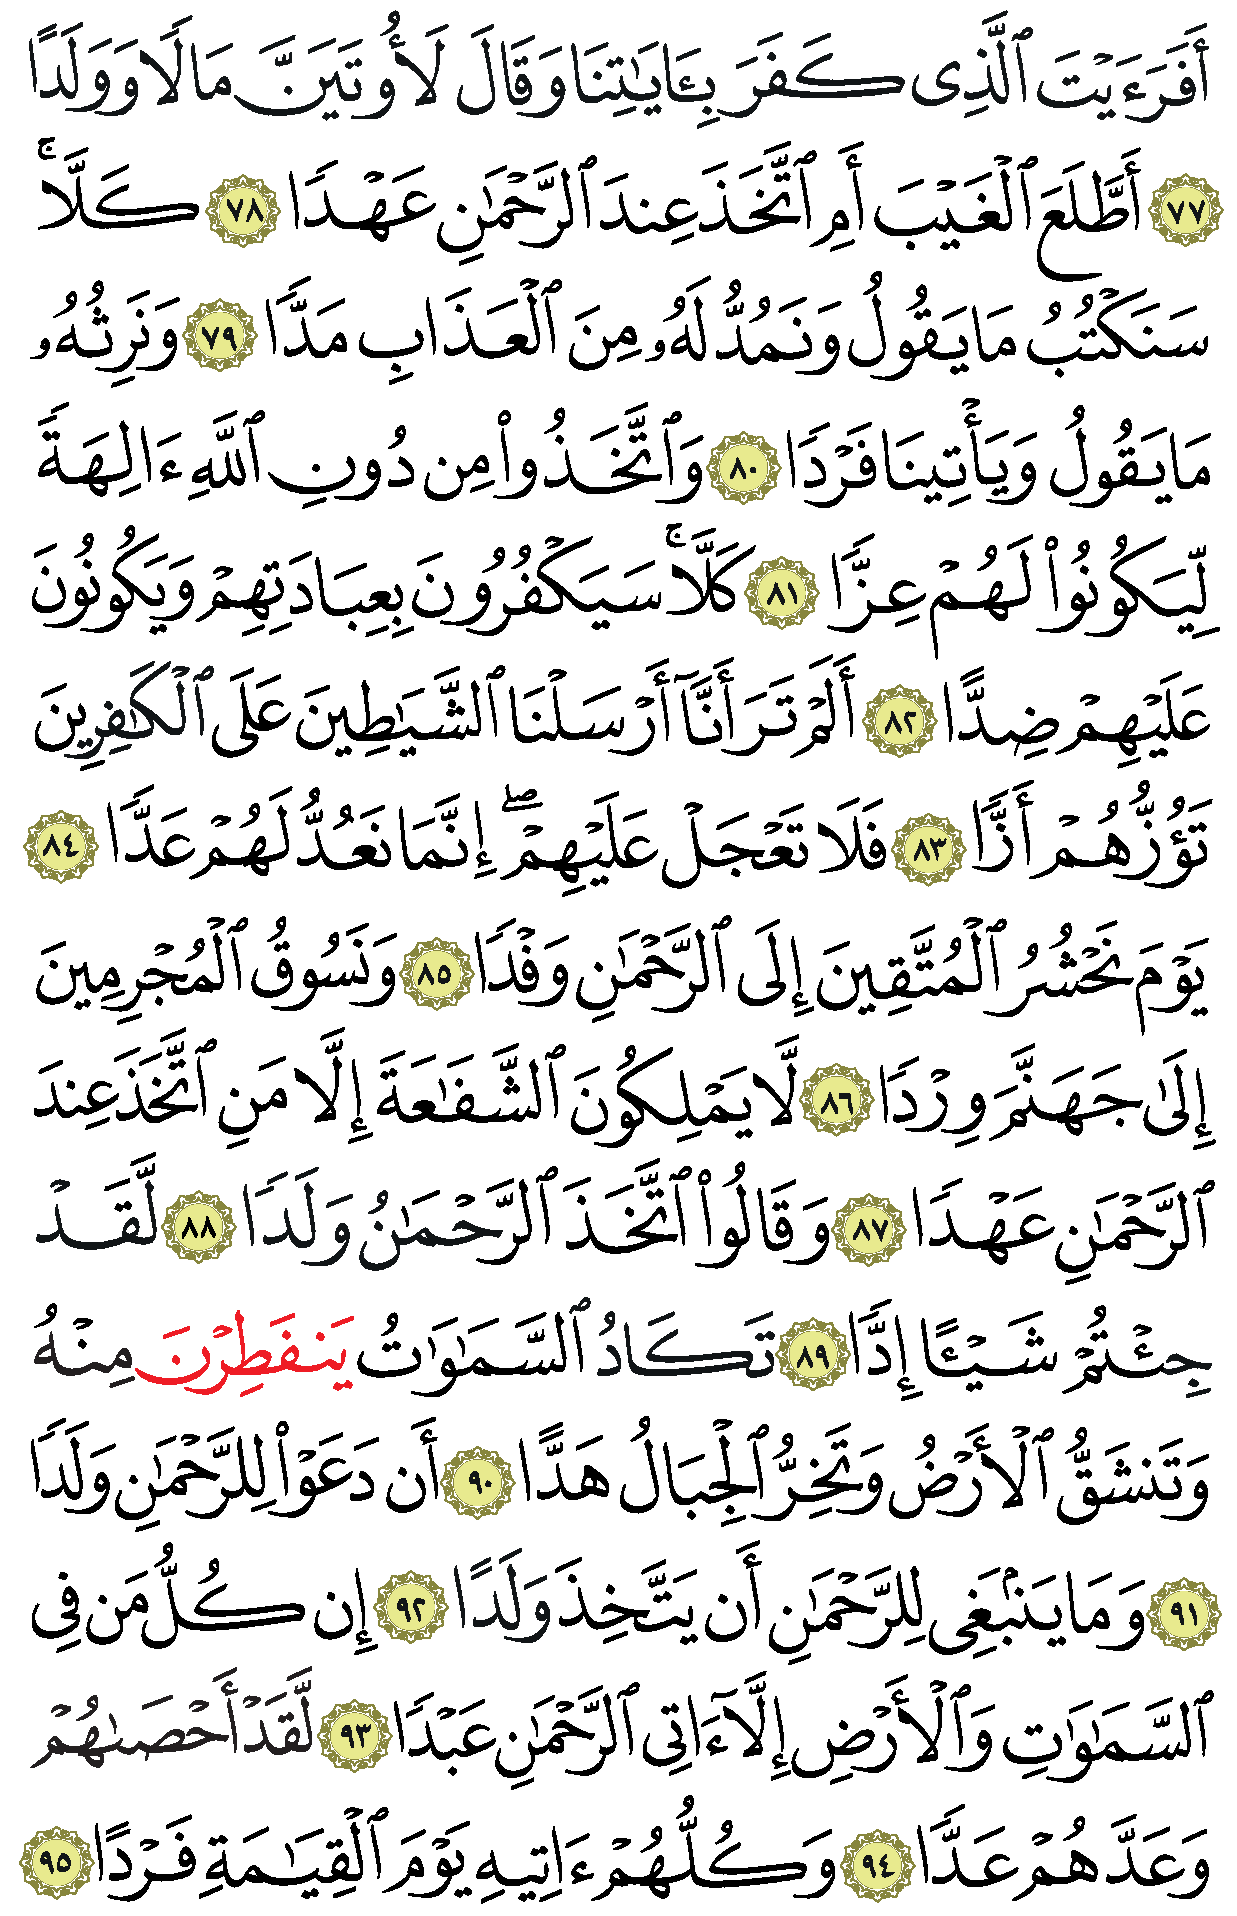 أَفَرَءَيْتَ ٱلَّذِى كَفَرَ بِـَٔايَٰتِنَا وَقَالَ لَأُوتَيَنَّ مَالًا وَوَلَدًا
٧٧ أَطَّلَعَ ٱلْغَيْبَ أَمِ ٱتَّخَذَ عِندَ ٱلرَّحْمَٰنِ عَهْدًا ٧٨ كَلَّا ۚ
سَنَكْتُبُ مَا يَقُولُ وَنَمُدُّ لَهُۥ مِنَ ٱلْعَذَابِ مَدًّا ٧٩ وَنَرِثُهُۥ
مَا يَقُولُ وَيَأْتِينَا فَرْدًا ٨٠ وَٱتَّخَذُوا۟ مِن دُونِ ٱللَّهِ ءَالِهَةً
لِّيَكُونُوا۟ لَهُمْ عِزًّا ٨١ كَلَّا ۚ سَيَكْفُرُونَ بِعِبَادَتِهِمْ وَيَكُونُونَ
عَلَيْهِمْ ضِدًّا ٨٢ أَلَمْ تَرَ أَنَّآ أَرْسَلْنَا ٱلشَّيَٰطِينَ عَلَى ٱلْكَٰفِرِينَ
تَؤُزُّهُمْ أَزًّا ٨٣ فَلَا تَعْجَلْ عَلَيْهِمْ ۖ إِنَّمَا نَعُدُّ لَهُمْ عَدًّا ٨٤
يَوْمَ نَحْشُرُ ٱلْمُتَّقِينَ إِلَى ٱلرَّحْمَٰنِ وَفْدًا ٨٥ وَنَسُوقُ ٱلْمُجْرِمِينَ
إِلَىٰ جَهَنَّمَ وِرْدًا ٨٦ لَّا يَمْلِكُونَ ٱلشَّفَٰعَةَ إِلَّا مَنِ ٱتَّخَذَ عِندَ
ٱلرَّحْمَٰنِ عَهْدًا ٨٧ وَقَالُوا۟ ٱتَّخَذَ ٱلرَّحْمَٰنُ وَلَدًا ٨٨ لَّقَدْ
جِئْتُمْ شَيْـًٔا إِدًّا ٨٩ تَكَادُ ٱلسَّمَٰوَٰتُ يَنفَطِرْنَ مِنْهُ
وَتَنشَقُّ ٱلْأَرْضُ وَتَخِرُّ ٱلْجِبَالُ هَدًّا ٩٠ أَن دَعَوْا۟ لِلرَّحْمَٰنِ وَلَدًا
٩١ وَمَا يَنۢبَغِى لِلرَّحْمَٰنِ أَن يَتَّخِذَ وَلَدًا ٩٢ إِن كُلُّ مَن فِى
ٱلسَّمَٰوَٰتِ وَٱلْأَرْضِ إِلَّآ ءَاتِى ٱلرَّحْمَٰنِ عَبْدًا ٩٣ لَّقَدْ أَحْصَىٰهُمْ
وَعَدَّهُمْ عَدًّا ٩٤ وَكُلُّهُمْ ءَاتِيهِ يَوْمَ ٱلْقِيَٰمَةِ فَرْدًا ٩٥